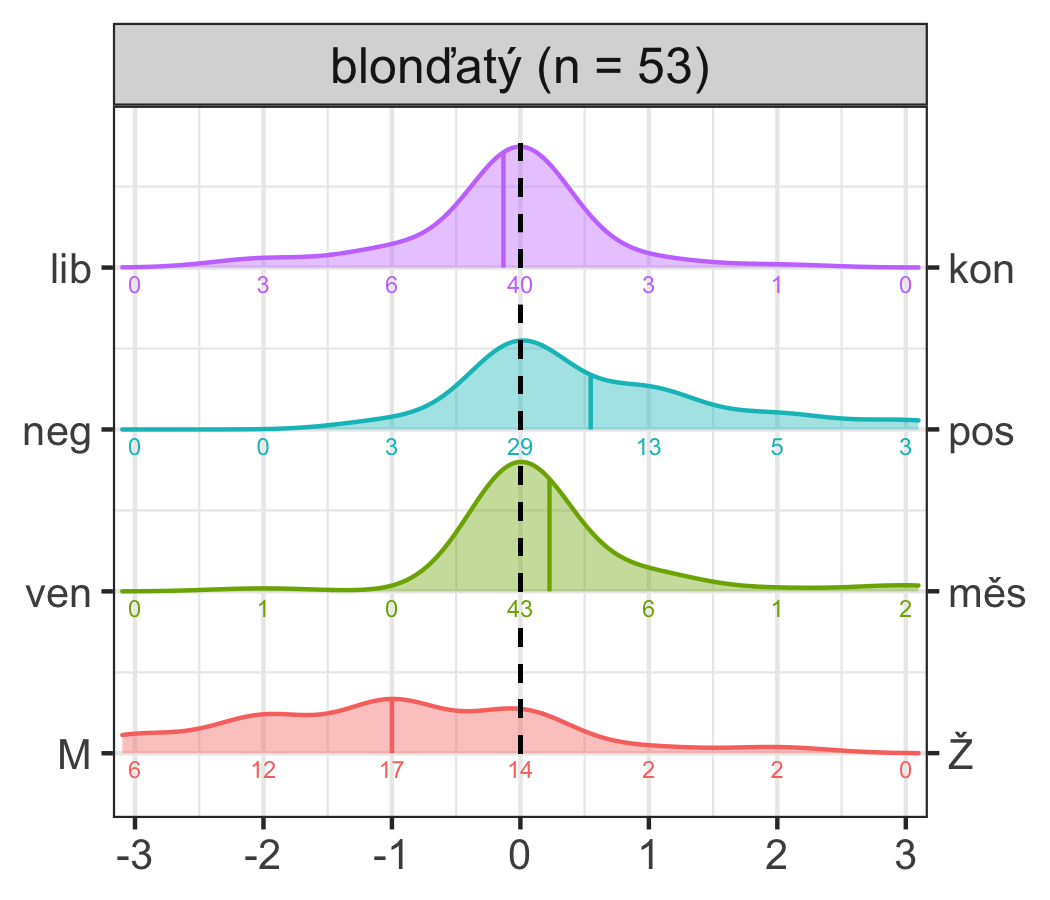 blonďatý (n = 53)
lib kon
0 3 6 40 3 1 0
neg pos
0 0 3 29 13 5 3
ven měs
0 1 0 43 6 1 2
M Ž
6 12 17 14 2 2 0
-3 -2 -1 0 1 2 3